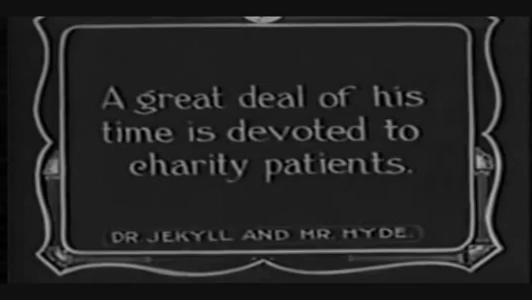 A great deal of his
time is devoted to
charity patients.
DR. JEKYLL AND MR. HYDE.